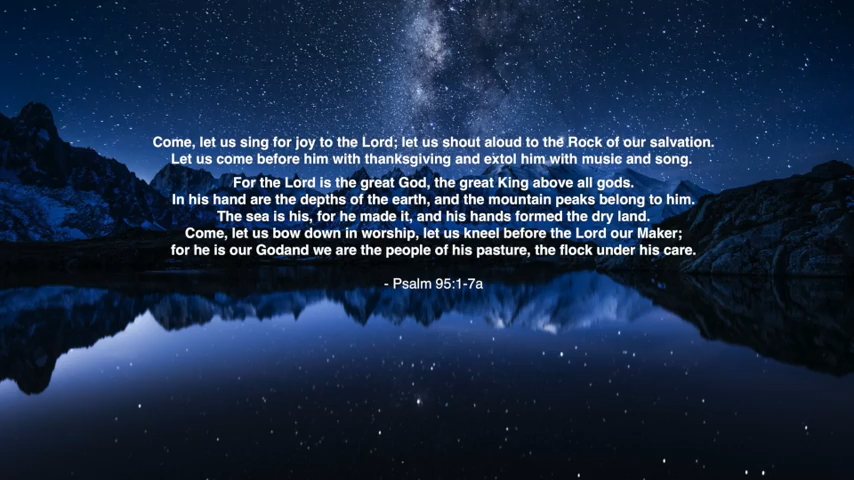 Come, let us sing for joy to the Lord; let us shout aloud to the Rock of our salvation.
Let us come before him with thanksgiving and extol him with music and song.
For the Lord is the great God, the great King above all gods.
In his hand are the depths of the earth, and the mountain peaks belong to him.
The sea is his, for he made it, and his hands formed the dry land.
Come, let us bow down in worship, let us kneel before the Lord our Maker;
for he is our Godand we are the people of his pasture, the flock under his care.
- Psalm 95:1-7a